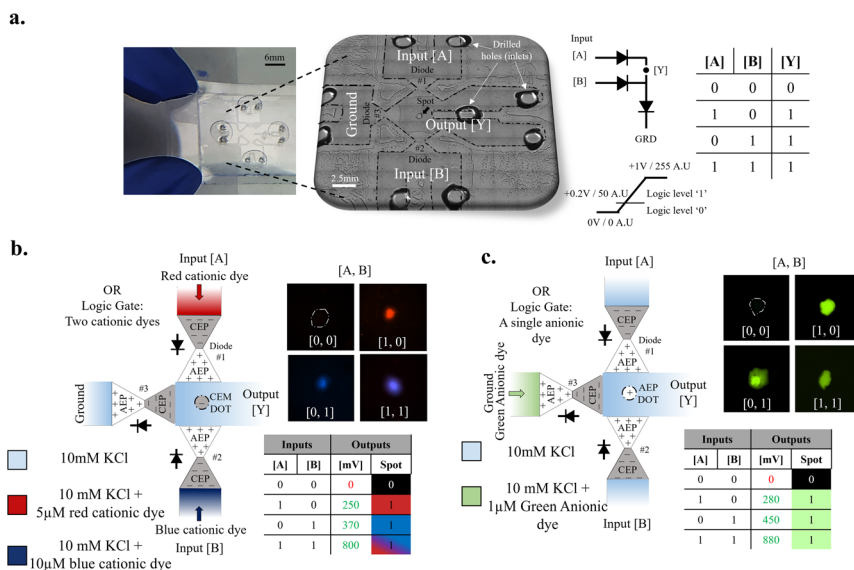 a.
6mm
Input [A]
Diode
#1
Drilled
holes (inlets)
Ground
Diode
#3
Spot
Output [Y]
#2
Diode
Input [B]
2.5mm
Input
[A]
[B]
[Y]
GRD
+1V / 255 A.U
+0.2V / 50 A.U
Logic level ‘1’
Logic level ‘0’
0V / 0 A.U
[A] [B] [Y]
0 0 0
1 0 1
0 1 1
1 1 1
b.
OR
Logic Gate:
Two cationic dyes
Input [A]
Red cationic dye
CEP
Diode
#1
AEP
Ground
AEP
#3
CEP
CEM
DOT
Output
[Y]
AEP
#2
CEP
Blue cationic dye
Input [B]
10mM KCl
10 mM KCl +
5µM red cationic dye
10 mM KCl +
10µM blue cationic dye
[A, B]
[0, 0] [1, 0]
[0, 1] [1, 1]
Inputs Outputs
[A] [B] [mV] Spot
0 0 0 0
1 0 250 1
0 1 370 1
1 1 800 1
c.
OR
Logic Gate:
A single anionic
dye
Input [A]
CEP
Diode
#1
AEP
Ground
Green Anionic dye
AEP
#3
CEP
AEP
DOT
Output
[Y]
AEP
#2
CEP
Input [B]
10mM KCl
10 mM KCl +
1µM Green Anionic
dye
[A, B]
[0, 0] [1, 0]
[0, 1] [1, 1]
Inputs Outputs
[A] [B] [mV] Spot
0 0 0 0
1 0 280 1
0 1 450 1
1 1 880 1